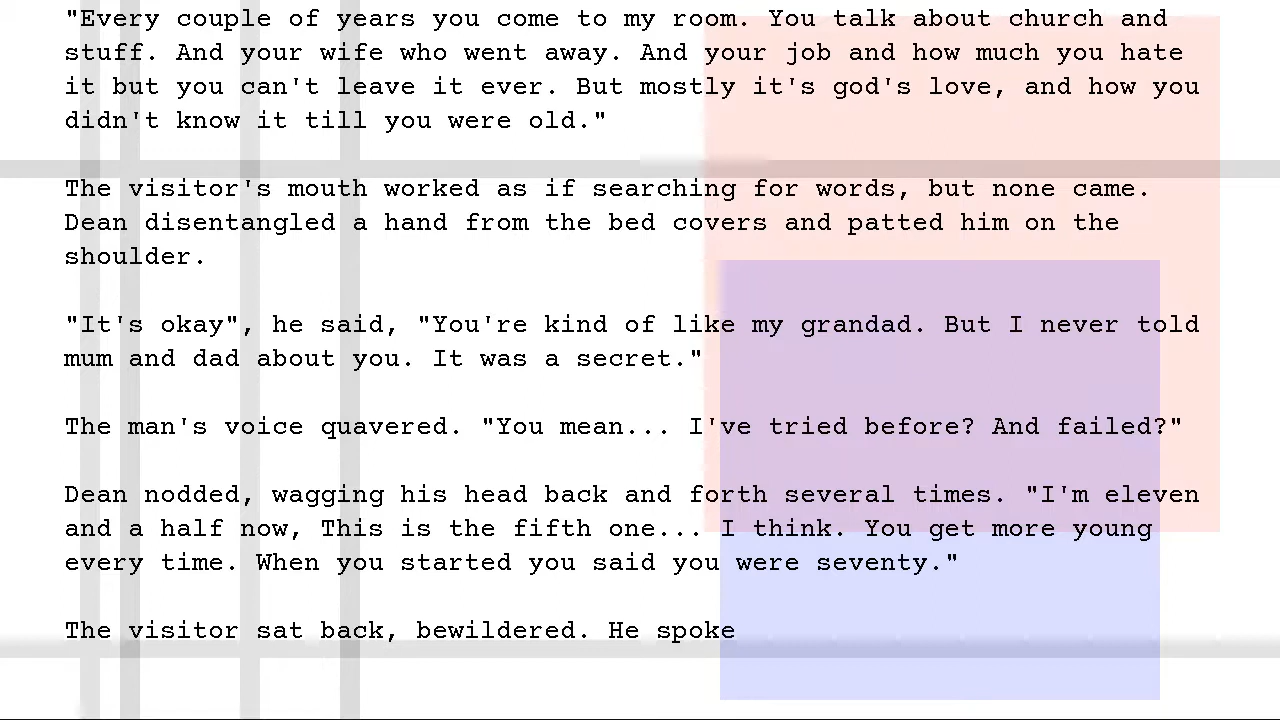 "Every couple of years you come to my room. You talk about church and
stuff. And your wife who went away. And your job and how much you hate
it but you can't leave it ever. But mostly it's god's love, and how you
didn't know it till you were old."
The visitor's mouth worked as if searching for words, but none came.
Dean disentangled a hand from the bed covers and patted him on the
shoulder.
"It's okay", he said, "You're kind of like my grandad. But I never told
mum and dad about you. It was a secret."
The man's voice quavered. "You mean... I've tried before? And failed?"
Dean nodded, wagging his head back and forth several times. "I'm eleven
and a half now, This is the fifth one... I think. You get more young
every time. When you started you said you were seventy."
The visitor sat back, bewildered. He spoke